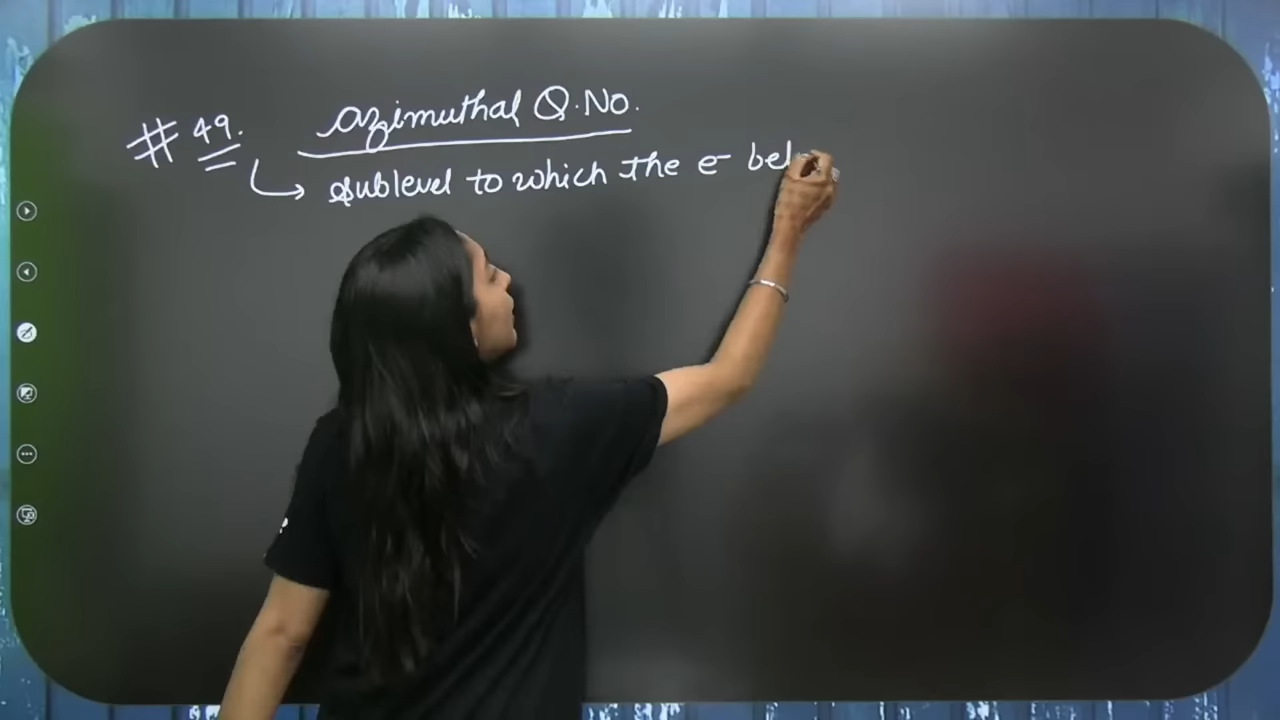 # 49. azimuthal Q.No.
↳ sublevel to which the e⁻ bel